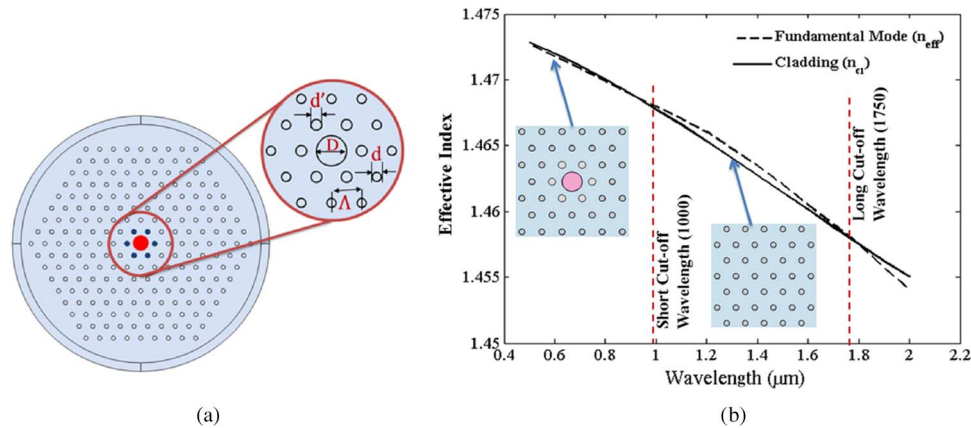 d'
D
d
Λ
(a)
1.475
1.47
1.465
1.46
1.455
1.45
0.4 0.6 0.8 1 1.2 1.4 1.6 1.8 2 2.2
Effective Index
Wavelength (μm)
Fundamental Mode (neff)
Cladding (ncl)
Short Cut-off
Wavelength (1000)
Long Cut-off
Wavelength (1750)
(b)